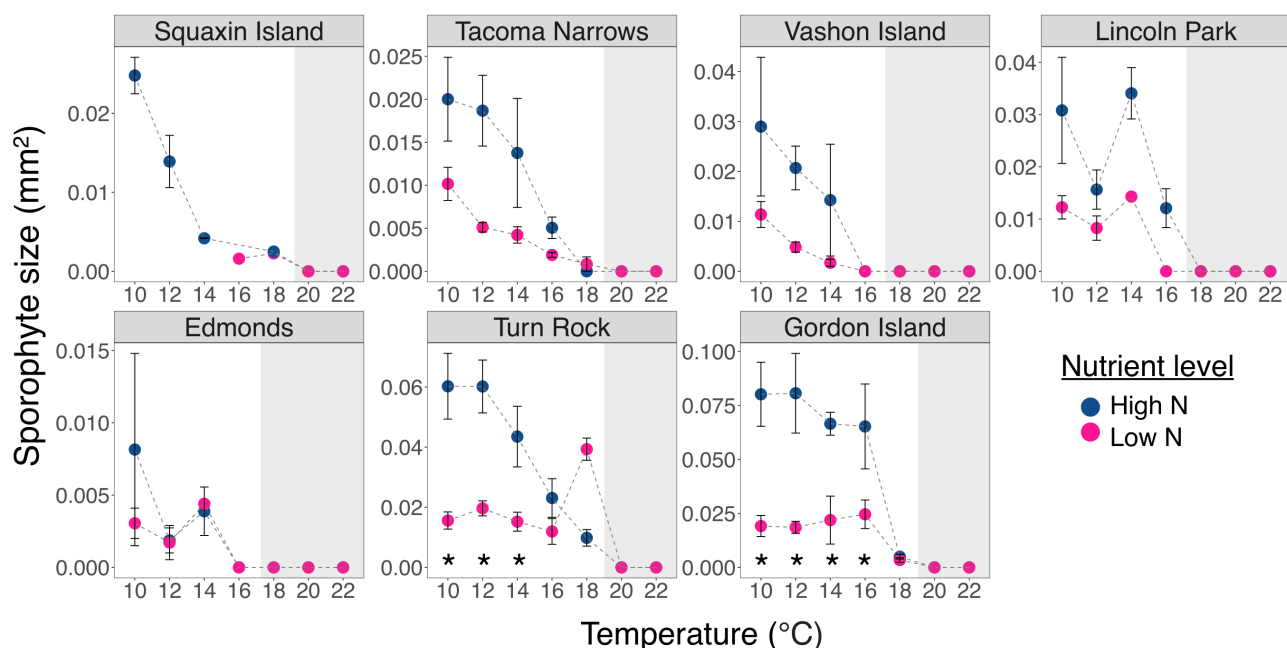 Squaxin Island
Tacoma Narrows
Vashon Island
Lincoln Park
0.02
0.01
0.00
10 12 14 16 18 20 22
0.025
0.020
0.015
0.010
0.005
0.000
10 12 14 16 18 20 22
0.04
0.03
0.02
0.01
0.00
10 12 14 16 18 20 22
0.04
0.03
0.02
0.01
0.00
10 12 14 16 18 20 22
Sporophyte size (mm²)
Edmonds
Turn Rock
Gordon Island
0.015
0.010
0.005
0.000
10 12 14 16 18 20 22
0.06
0.04
0.02
0.00
* * *
10 12 14 16 18 20 22
0.100
0.075
0.050
0.025
0.000
* * * *
10 12 14 16 18 20 22
Nutrient level
High N
Low N
Temperature (°C)